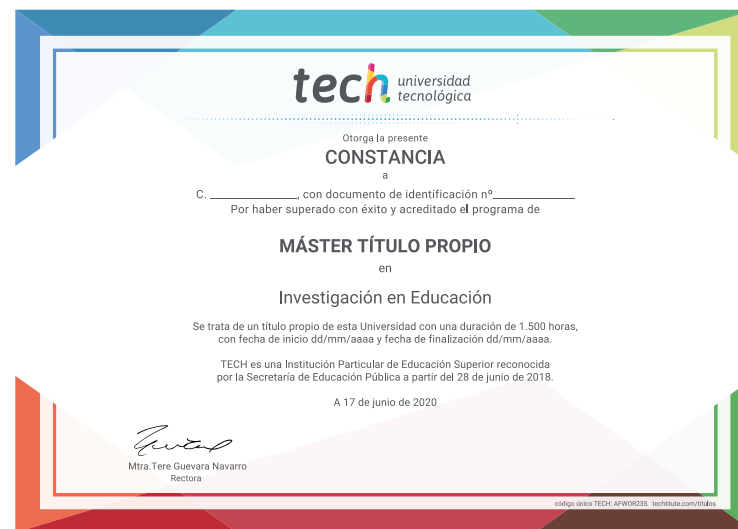 tech universidad
tecnológica
Otorga la presente
CONSTANCIA
a
C. ______________, con documento de identificación nº______________
Por haber superado con éxito y acreditado el programa de
MÁSTER TÍTULO PROPIO
en
Investigación en Educación
Se trata de un título propio de esta Universidad con una duración de 1.500 horas,
con fecha de inicio dd/mm/aaaa y fecha de finalización dd/mm/aaaa.
TECH es una Institución Particular de Educación Superior reconocida
por la Secretaría de Educación Pública a partir del 28 de junio de 2018.
A 17 de junio de 2020
Mtra.Tere Guevara Navarro
Rectora
código único TECH: AFWOR23S techtitute.com/títulos